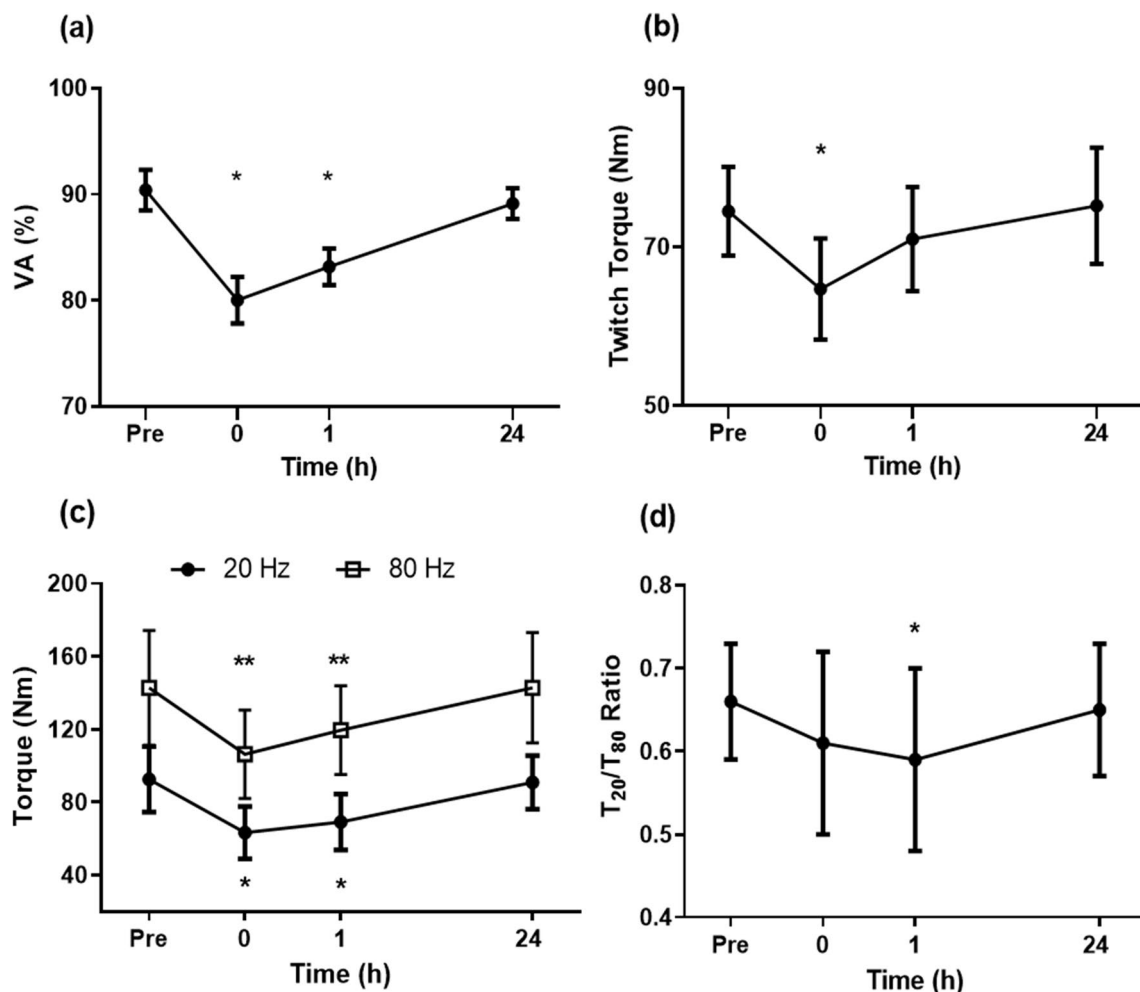 (a)
100
90
80
70
VA (%)
*
*
Pre 0 1 24
Time (h)
(b)
90
70
50
Twitch Torque (Nm)
*
Pre 0 1 24
Time (h)
(c)
20 Hz 80 Hz
200
160
120
80
40
Torque (Nm)
** **
* *
Pre 0 1 24
Time (h)
(d)
0.8
0.7
0.6
0.5
0.4
T20/T80 Ratio
*
Pre 0 1 24
Time (h)